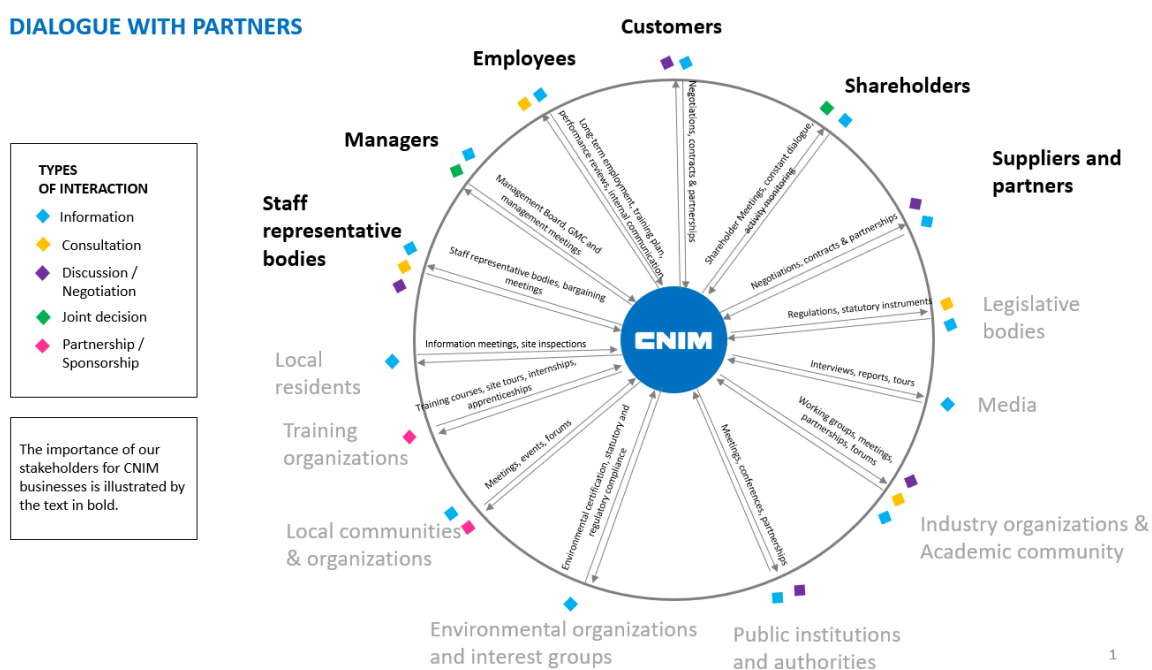 DIALOGUE WITH PARTNERS
Customers
Employees
Shareholders
Managers
Suppliers and
partners
Staff
representative
bodies
TYPES
OF INTERACTION
Information
Consultation
Discussion /
Negotiation
Joint decision
Partnership /
Sponsorship
The importance of our
stakeholders for CNIM
businesses is illustrated by
the text in bold.
Negotiations, contracts & partnerships
Shareholder Meetings, constant dialogue,
activity monitoring
Negotiations, contracts & partnerships
Regulations, statutory instruments
Legislative
bodies
Interviews, reports, tours
Media
Working groups, meetings,
partnerships, forums
Industry organizations &
Academic community
Meetings, conferences, partnerships
Public institutions
and authorities
Environmental certification, statutory and
regulatory compliance
Environmental organizations
and interest groups
Meetings, events, forums
Local communities
& organizations
Training courses, site tours, internships,
apprenticeships
Training
organizations
Information meetings, site inspections
Local
residents
Staff representative bodies, bargaining
meetings
Management Board, GMC and
management meetings
Long-term employment, training plan,
performance reviews, internal communication
CNIM
1